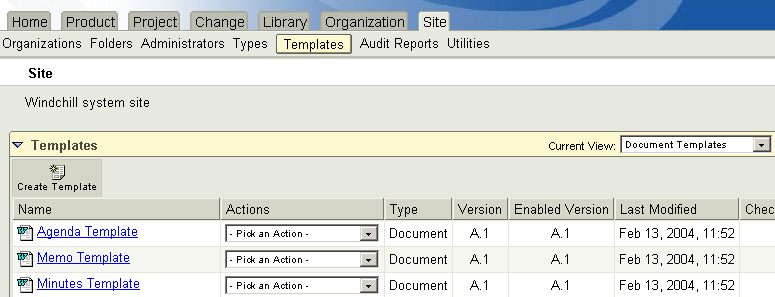 Home Product Project Change Library Organization Site
Organizations Folders Administrators Types Templates Audit Reports Utilities
Site
Windchill system site
Templates Current View: Document Templates
Create Template
Name Actions Type Version Enabled Version Last Modified Chec
Agenda Template - Pick an Action - Document A.1 A.1 Feb 13, 2004, 11:52
Memo Template - Pick an Action - Document A.1 A.1 Feb 13, 2004, 11:52
Minutes Template - Pick an Action - Document A.1 A.1 Feb 13, 2004, 11:52